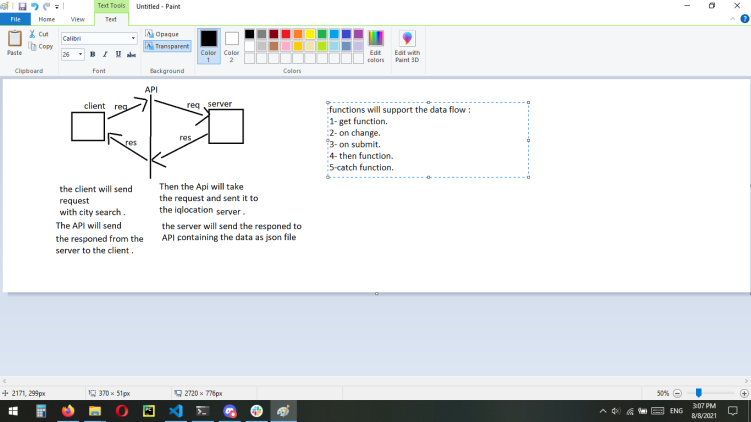 Text Tools
Untitled - Paint
File
Home
View
Text
Paste
Cut
Copy
Clipboard
Calibri
26
B I U abc
Font
Opaque
Transparent
Background
Color 1
Color 2
Colors
Edit colors
Edit with Paint 3D
API
client
req
req
server
res
res
the client will send
request
with city search .
The API will send
the responed from the
server to the client .
Then the Api will take
the request and sent it to
the iqlocation server .
the server will send the responed to
API containing the data as json file
functions will support the data flow :
1- get function.
2- on change.
3- on submit.
4- then function.
5-catch function.
2171, 299px
370 × 51px
2720 × 776px
50%
ENG
3:07 PM
8/8/2021